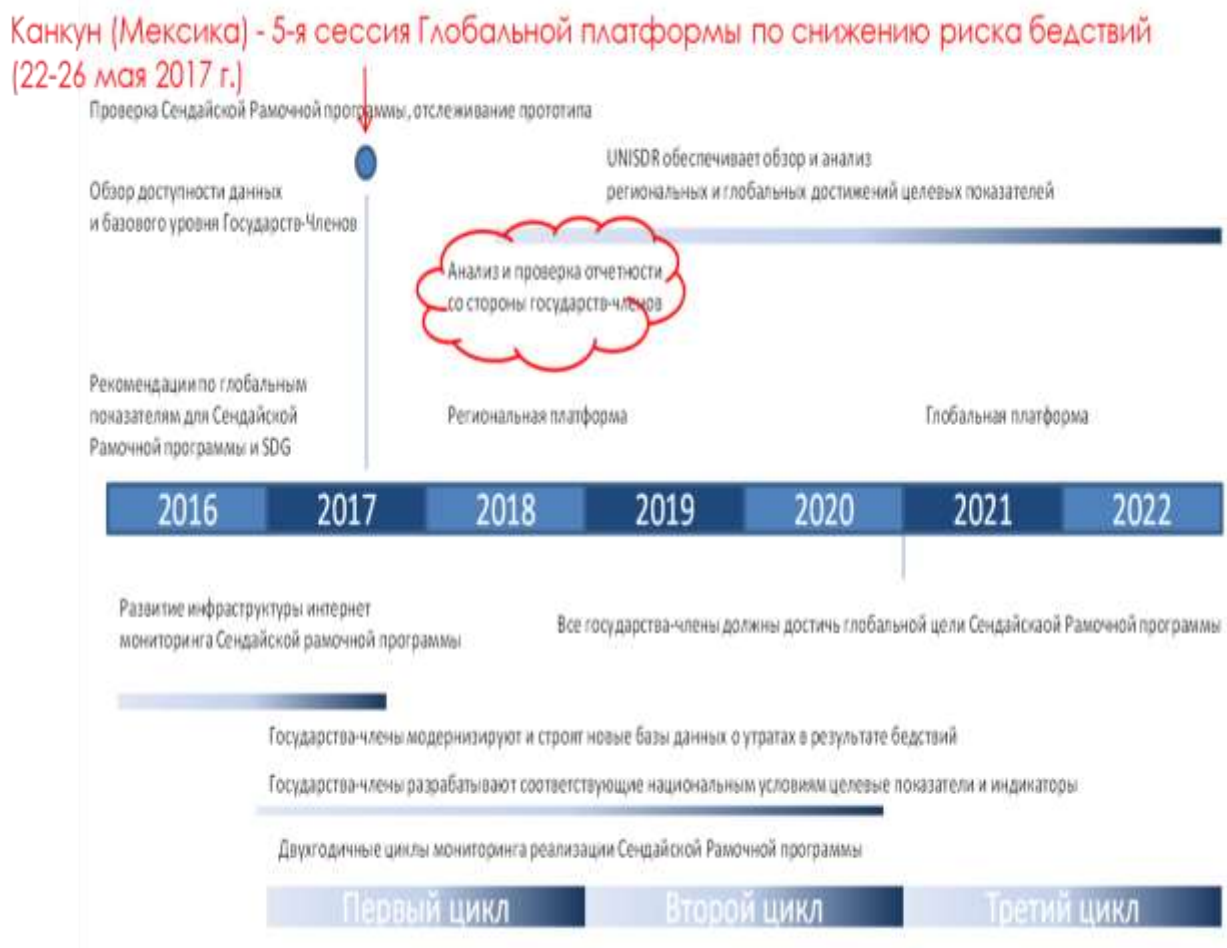 Канкун (Мексика) - 5-я сессия Глобальной платформы по снижению риска бедствий
(22-26 мая 2017 г.)
Проверка Сендайской Рамочной программы, отслеживание прототипа
UNISDR обеспечивает обзор и анализ
региональных и глобальных достижений целевых показателей
Обзор доступности данных
и базового уровня Государств-Членов
Анализ и проверка отчетности
со стороны государств-членов
Рекомендации по глобальным
показателям для Сендайской
Рамочной программы и SDG
Региональная платформа
Глобальная платформа
2016 2017 2018 2019 2020 2021 2022
Развитие инфраструктуры интернет
мониторинга Сендайской рамочной программы
Все государства-члены должны достичь глобальной цели Сендайскаой Рамочной программы
Государства-члены модернизируют и строят новые базы данных о утратах в результате бедствий
Государства-члены разрабатывают соответствующие национальным условиям целевые показатели и индикаторы
Двухгодичные циклы мониторинга реализации Сендайской Рамочной программы
Первый цикл Второй цикл Третий цикл